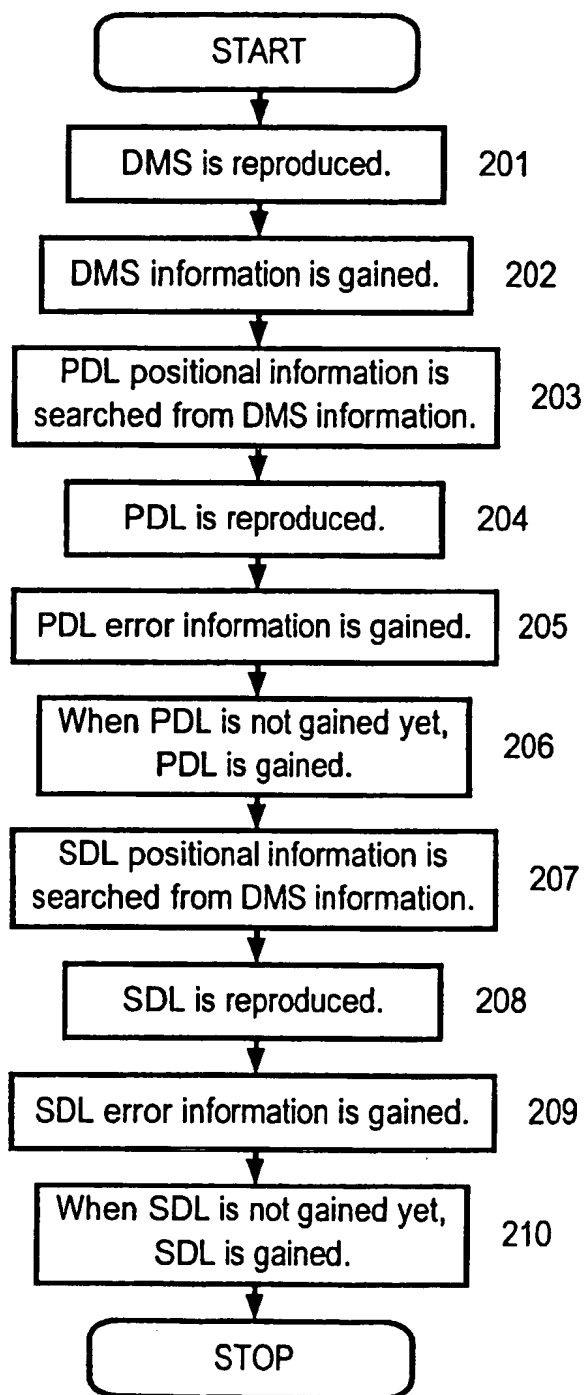 START
DMS is reproduced. 201
DMS information is gained. 202
PDL positional information is
searched from DMS information. 203
PDL is reproduced. 204
PDL error information is gained. 205
When PDL is not gained yet,
PDL is gained. 206
SDL positional information is
searched from DMS information. 207
SDL is reproduced. 208
SDL error information is gained. 209
When SDL is not gained yet,
SDL is gained. 210
STOP